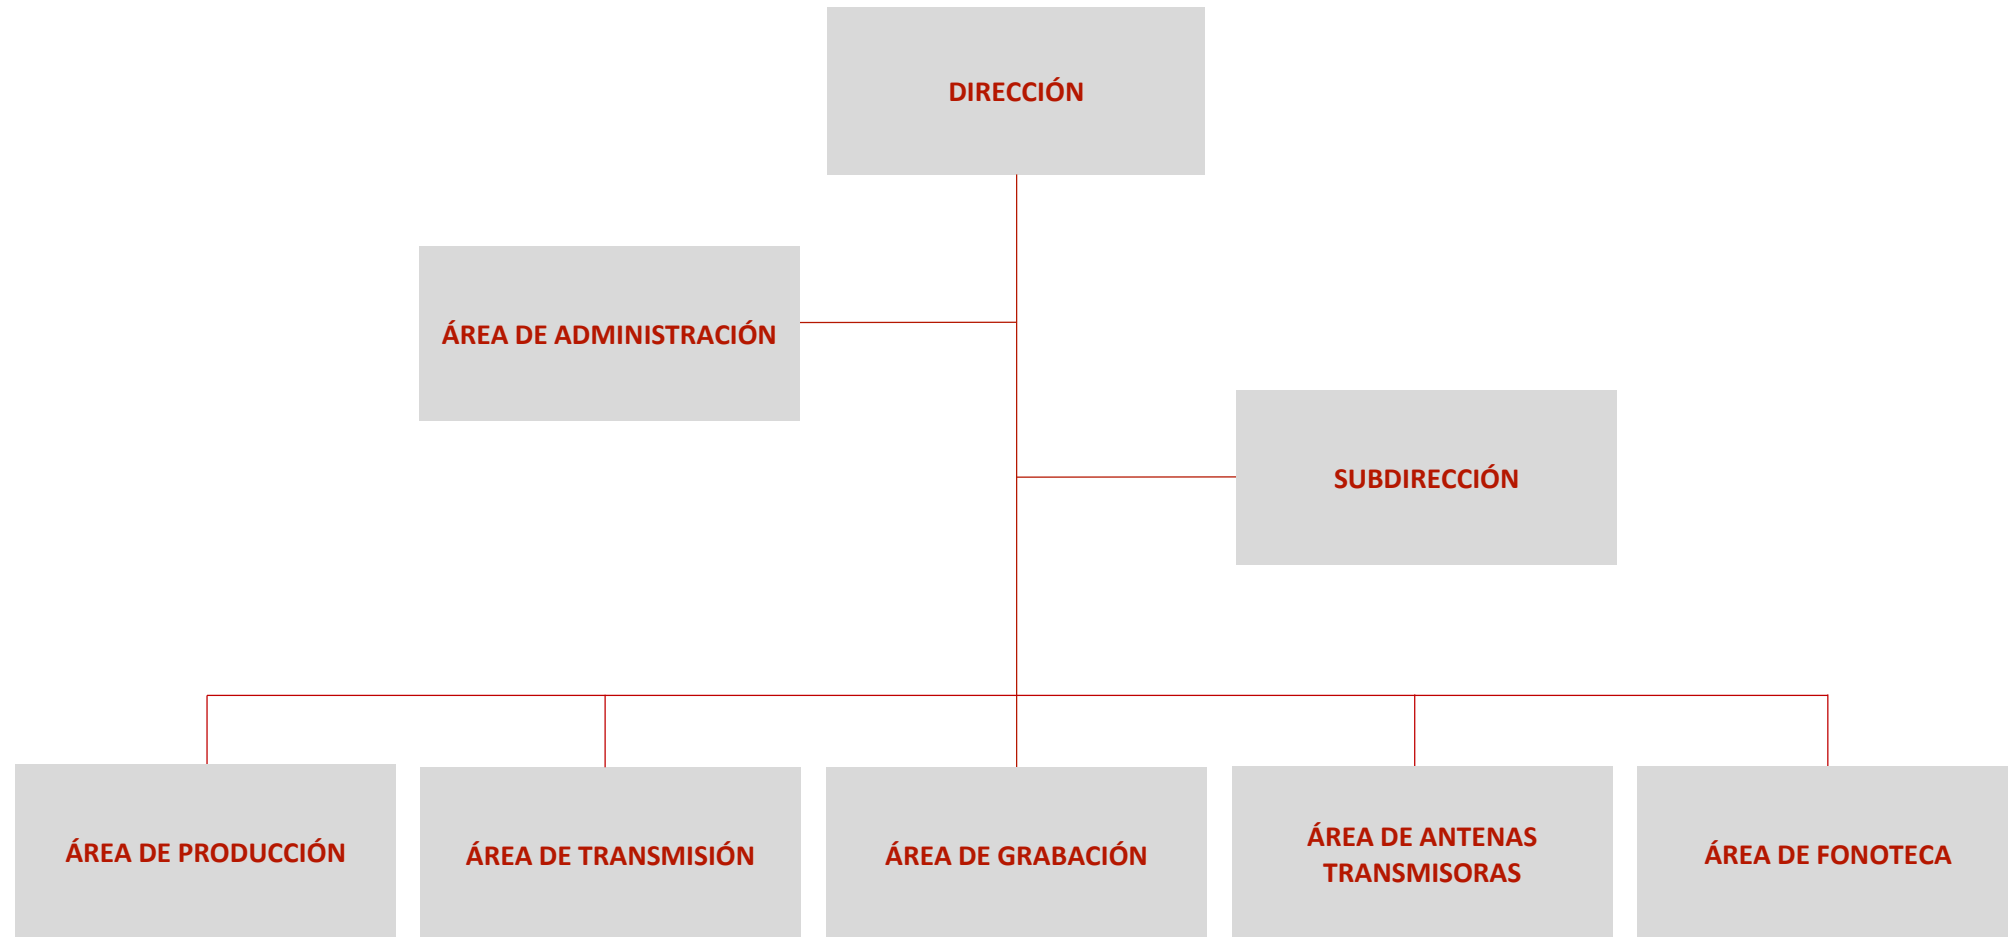 DIRECCIÓN
ÁREA DE ADMINISTRACIÓN
SUBDIRECCIÓN
ÁREA DE PRODUCCIÓN
ÁREA DE TRANSMISIÓN
ÁREA DE GRABACIÓN
ÁREA DE ANTENAS
TRANSMISORAS
ÁREA DE FONOTECA